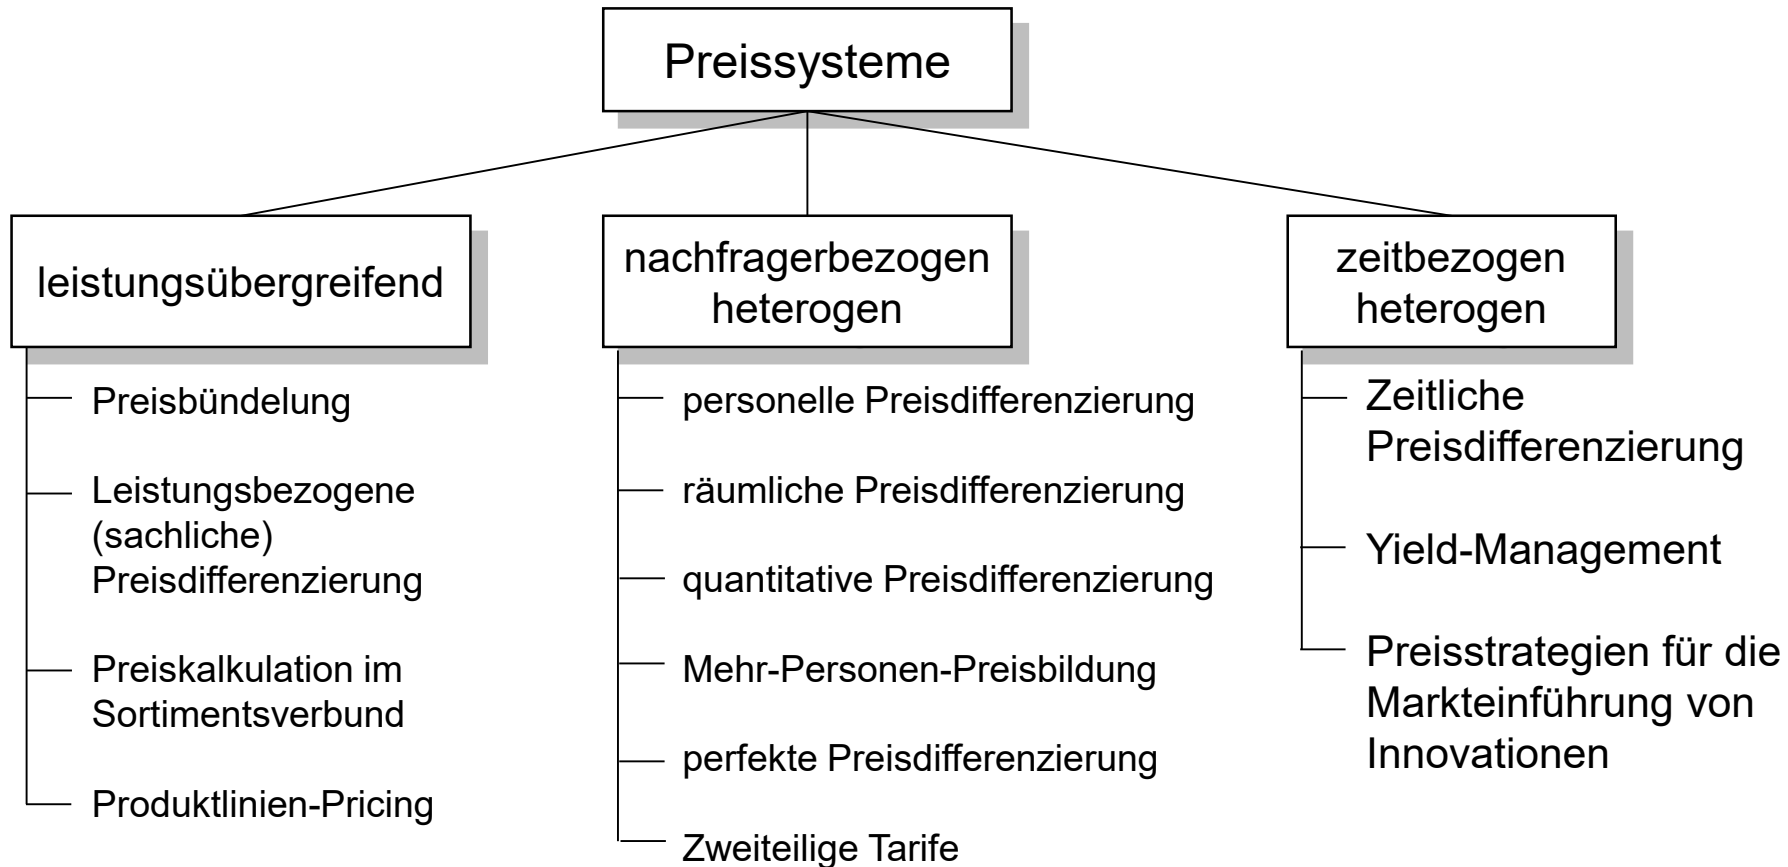 Preissysteme
leistungsübergreifend
Preisbündelung
Leistungsbezogene
(sachliche)
Preisdifferenzierung
Preiskalkulation im
Sortimentsverbund
Produktlinien-Pricing
nachfragerbezogen
heterogen
personelle Preisdifferenzierung
räumliche Preisdifferenzierung
quantitative Preisdifferenzierung
Mehr-Personen-Preisbildung
perfekte Preisdifferenzierung
Zweiteilige Tarife
zeitbezogen
heterogen
Zeitliche
Preisdifferenzierung
Yield-Management
Preisstrategien für die
Markteinführung von
Innovationen